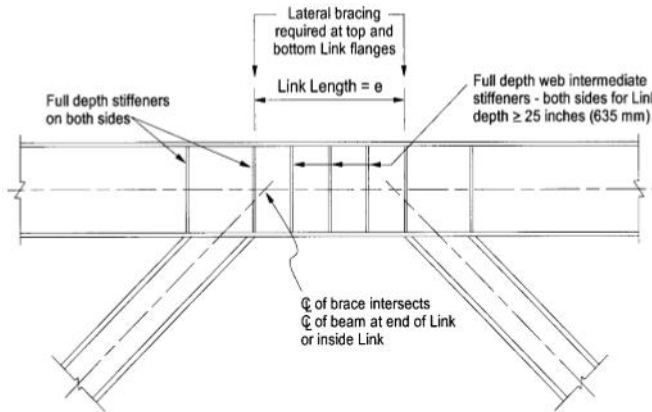 Lateral bracing
required at top and
bottom Link flanges
Link Length = e
Full depth stiffeners
on both sides
Full depth web intermediate
stiffeners - both sides for Link
depth ≥ 25 inches (635 mm)
℄ of brace intersects
℄ of beam at end of Link
or inside Link